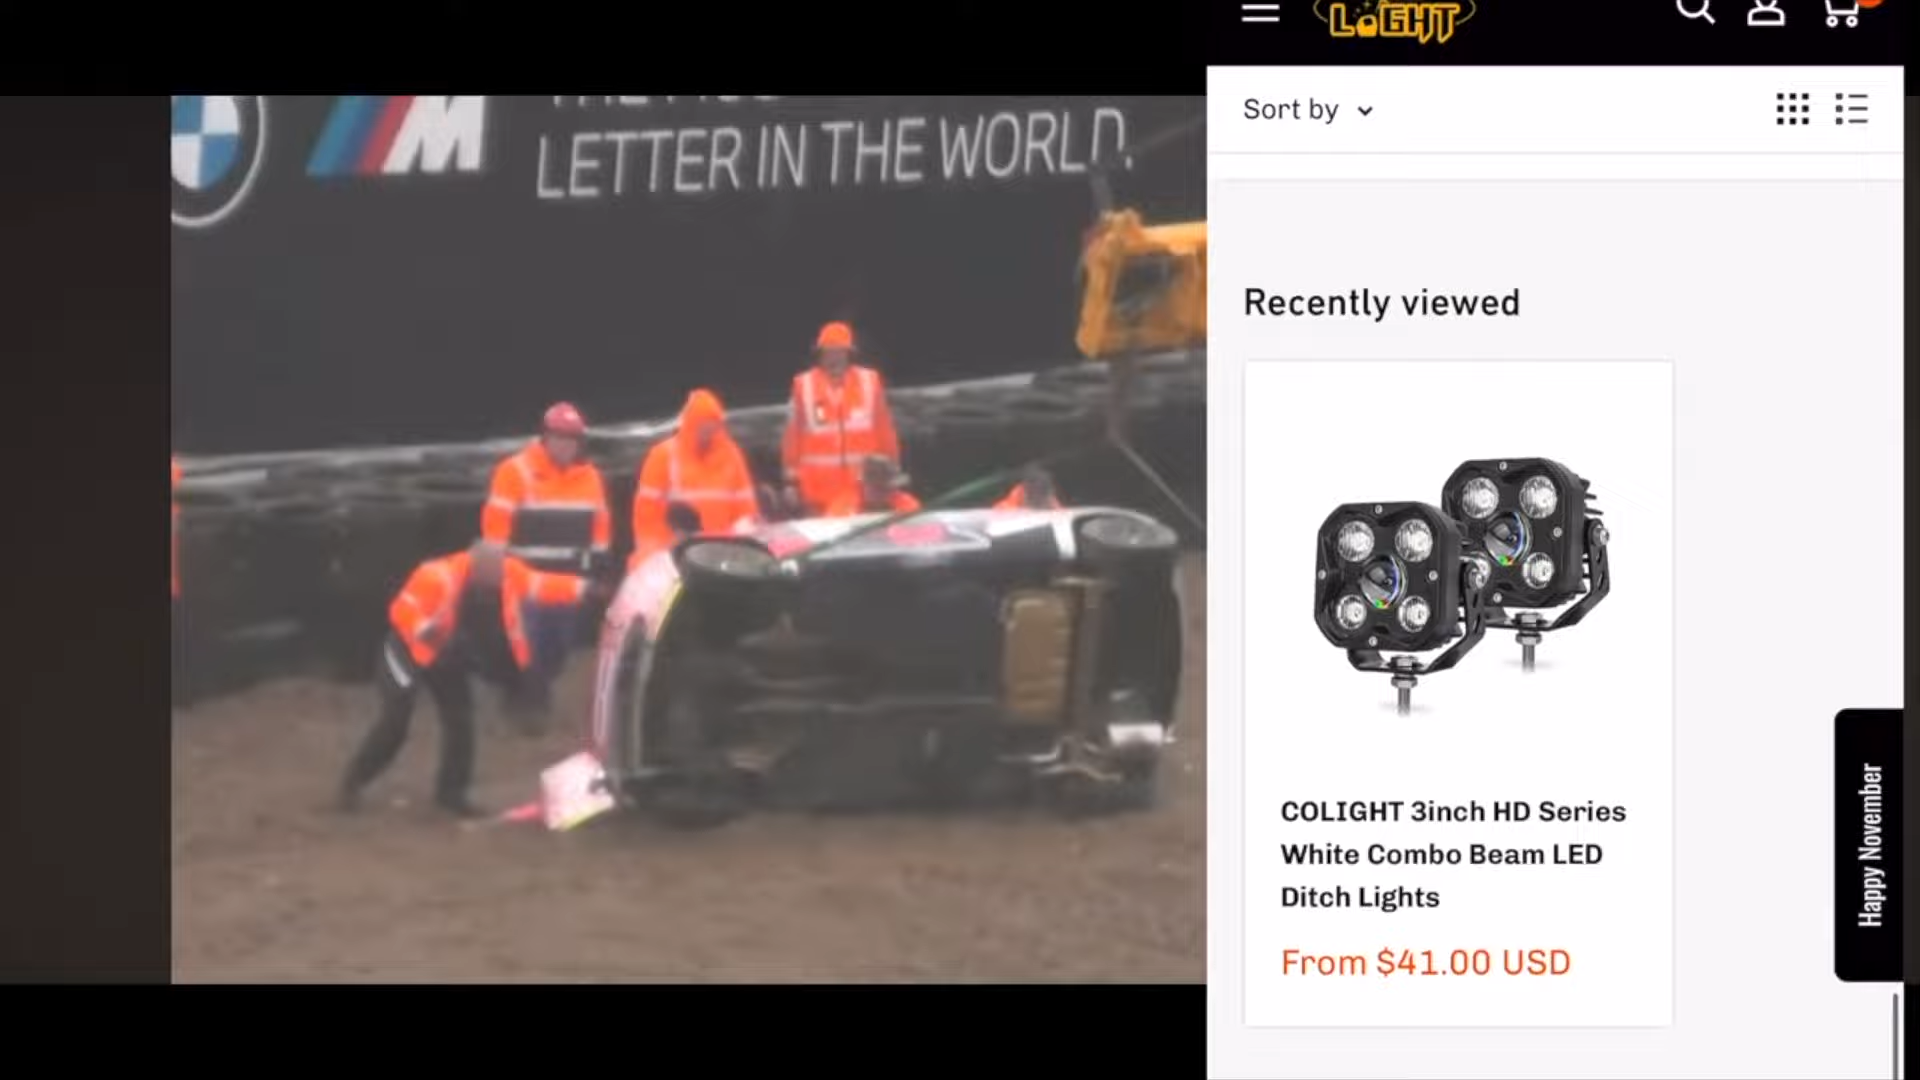 M
LETTER IN THE WORLD.
LIGHT
Sort by
Recently viewed
COLIGHT 3inch HD Series
White Combo Beam LED
Ditch Lights
From $41.00 USD
Happy November